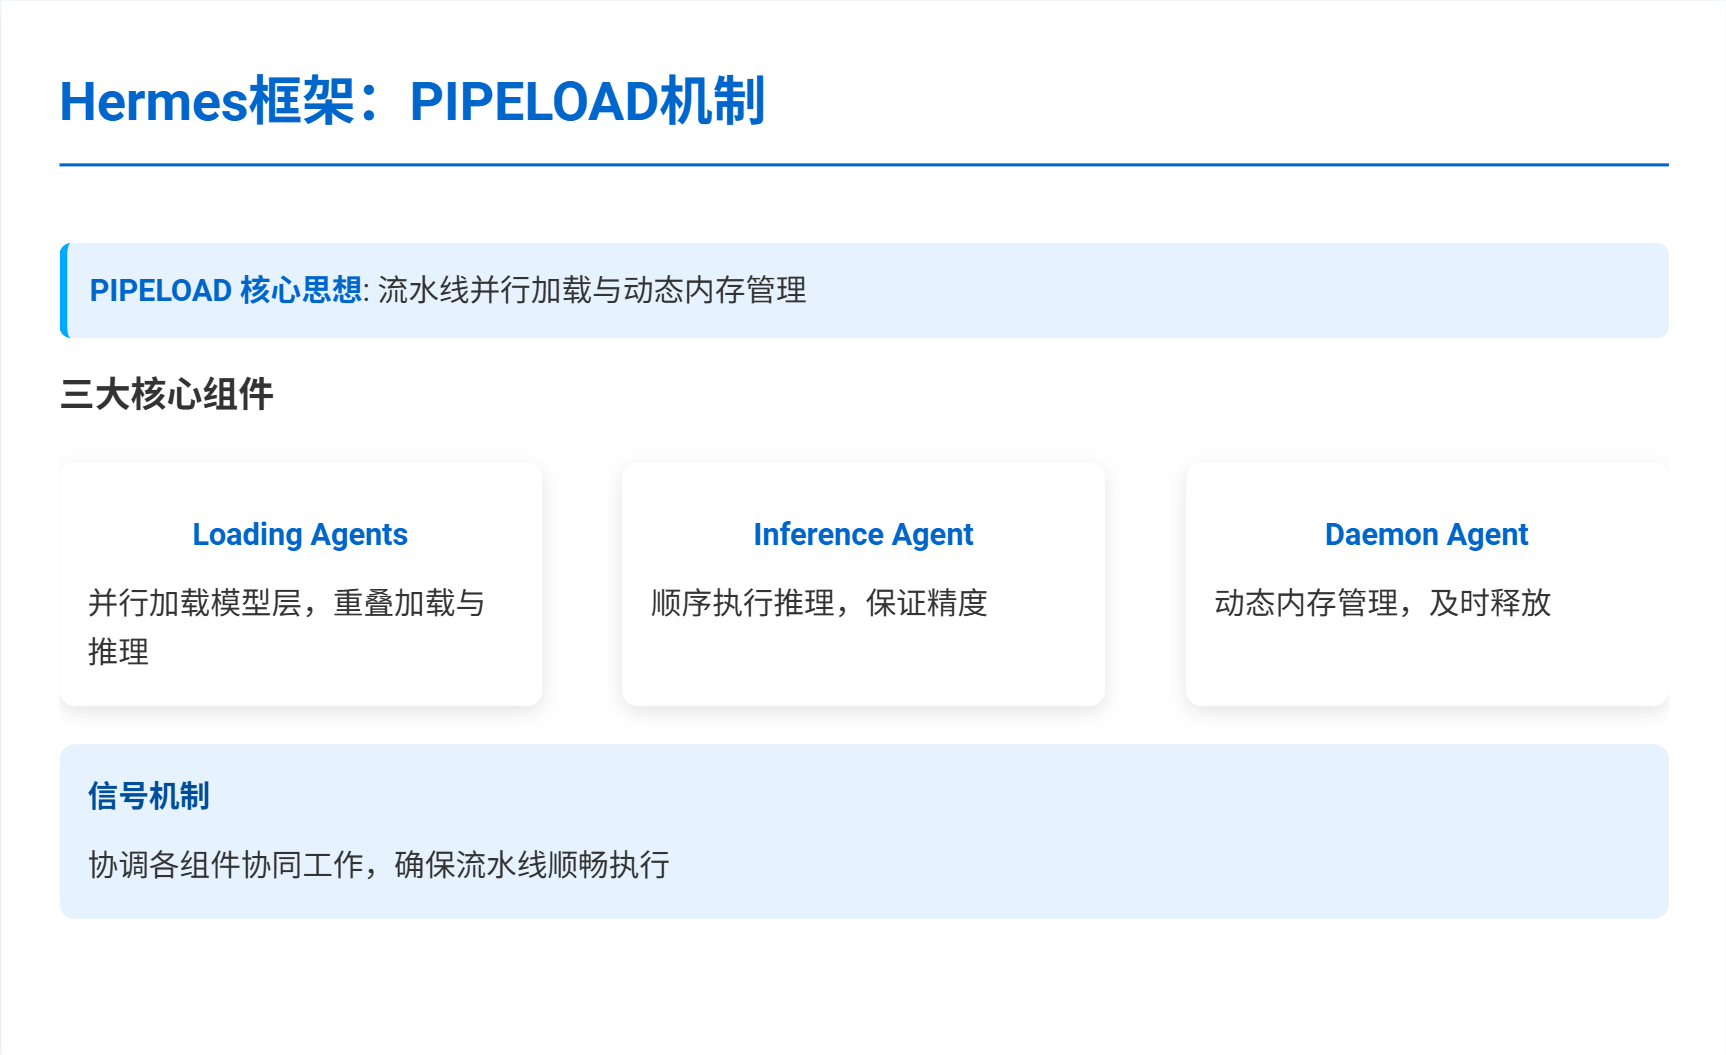 Hermes框架：PIPELOAD机制
PIPELOAD 核心思想: 流水线并行加载与动态内存管理
三大核心组件
Loading Agents
并行加载模型层，重叠加载与
推理
Inference Agent
顺序执行推理，保证精度
Daemon Agent
动态内存管理，及时释放
信号机制
协调各组件协同工作，确保流水线顺畅执行